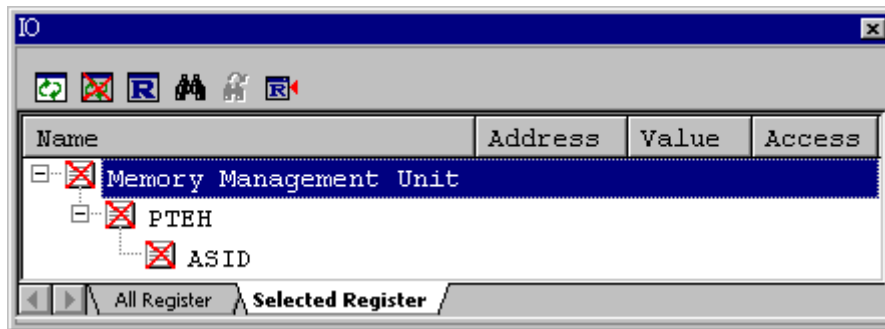 IO
Name Address Value Access
Memory Management Unit
PTEH
ASID
All Register Selected Register